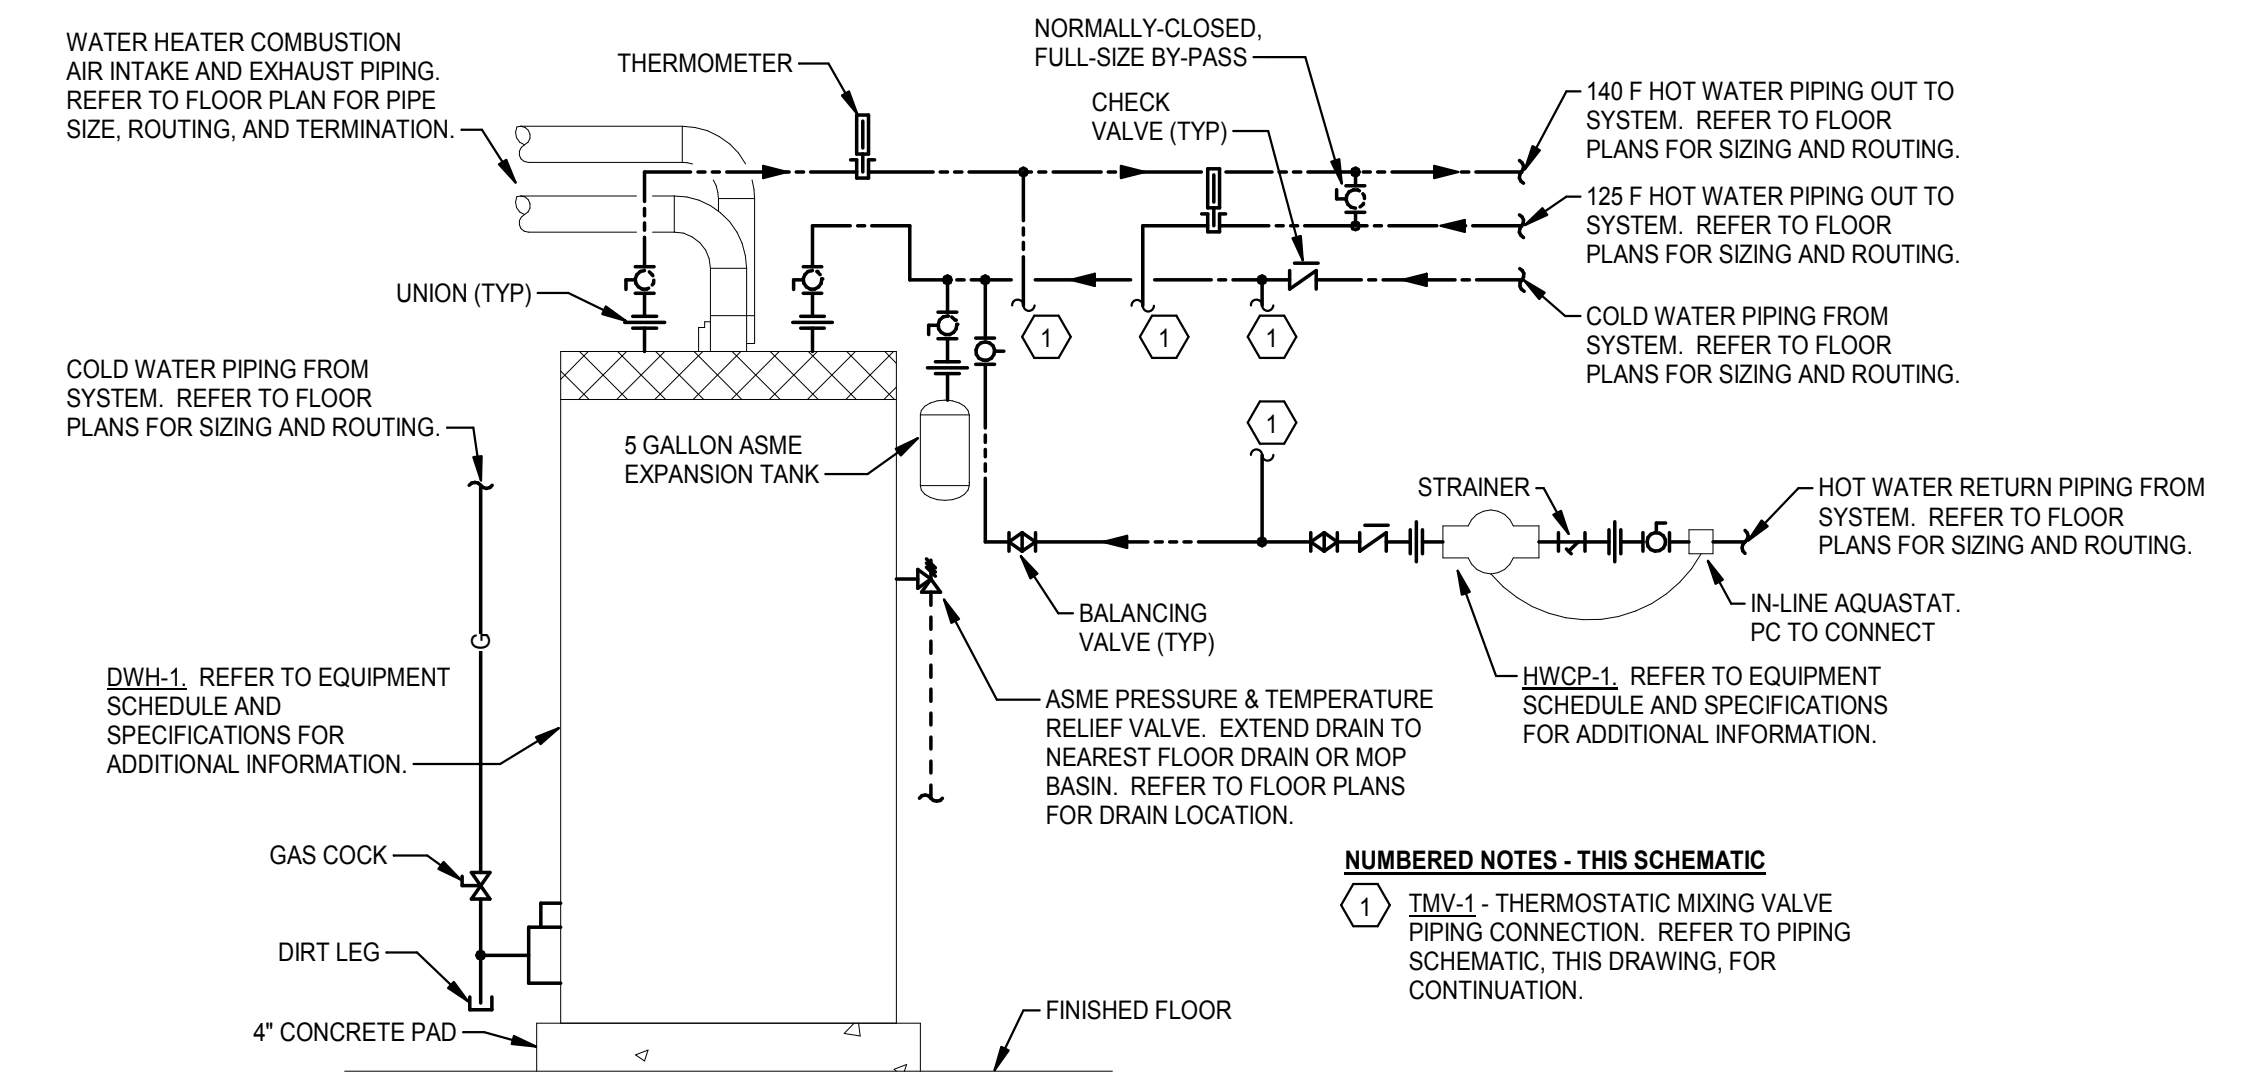 WATER HEATER COMBUSTION
AIR INTAKE AND EXHAUST PIPING.
REFER TO FLOOR PLAN FOR PIPE
SIZE, ROUTING, AND TERMINATION.
THERMOMETER
NORMALLY-CLOSED,
FULL-SIZE BY-PASS
CHECK
VALVE (TYP)
140 F HOT WATER PIPING OUT TO
SYSTEM. REFER TO FLOOR
PLANS FOR SIZING AND ROUTING.
125 F HOT WATER PIPING OUT TO
SYSTEM. REFER TO FLOOR
PLANS FOR SIZING AND ROUTING.
COLD WATER PIPING FROM
SYSTEM. REFER TO FLOOR
PLANS FOR SIZING AND ROUTING.
UNION (TYP)
1
1
1
COLD WATER PIPING FROM
SYSTEM. REFER TO FLOOR
PLANS FOR SIZING AND ROUTING.
5 GALLON ASME
EXPANSION TANK
1
STRAINER
HOT WATER RETURN PIPING FROM
SYSTEM. REFER TO FLOOR
PLANS FOR SIZING AND ROUTING.
IN-LINE AQUASTAT.
PC TO CONNECT
BALANCING
VALVE (TYP)
G
DWH-1. REFER TO EQUIPMENT
SCHEDULE AND
SPECIFICATIONS FOR
ADDITIONAL INFORMATION.
HWCP-1. REFER TO EQUIPMENT
SCHEDULE AND SPECIFICATIONS
FOR ADDITIONAL INFORMATION.
ASME PRESSURE & TEMPERATURE
RELIEF VALVE. EXTEND DRAIN TO
NEAREST FLOOR DRAIN OR MOP
BASIN. REFER TO FLOOR PLANS
FOR DRAIN LOCATION.
GAS COCK
DIRT LEG
4" CONCRETE PAD
FINISHED FLOOR
NUMBERED NOTES - THIS SCHEMATIC
1
TMV-1 - THERMOSTATIC MIXING VALVE
PIPING CONNECTION. REFER TO PIPING
SCHEMATIC, THIS DRAWING, FOR
CONTINUATION.